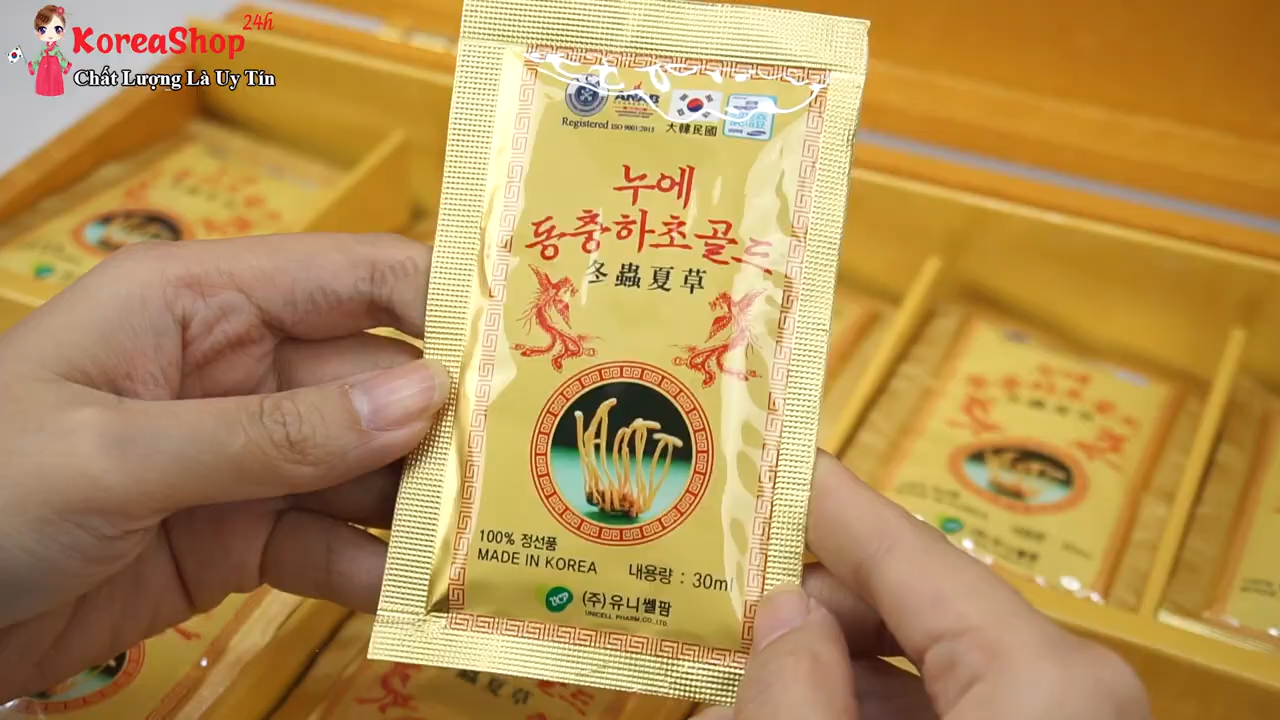 KoreaShop 24h
Chất Lượng Là Uy Tín
ANAB
Registered ISO 9001:2015
大韓民國
누에
동충하초골드
冬蟲夏草
100% 정선품
MADE IN KOREA
내용량 : 30ml
UCP
(주)유니쎌팜
UNICELL PHARM.CO.,LTD.